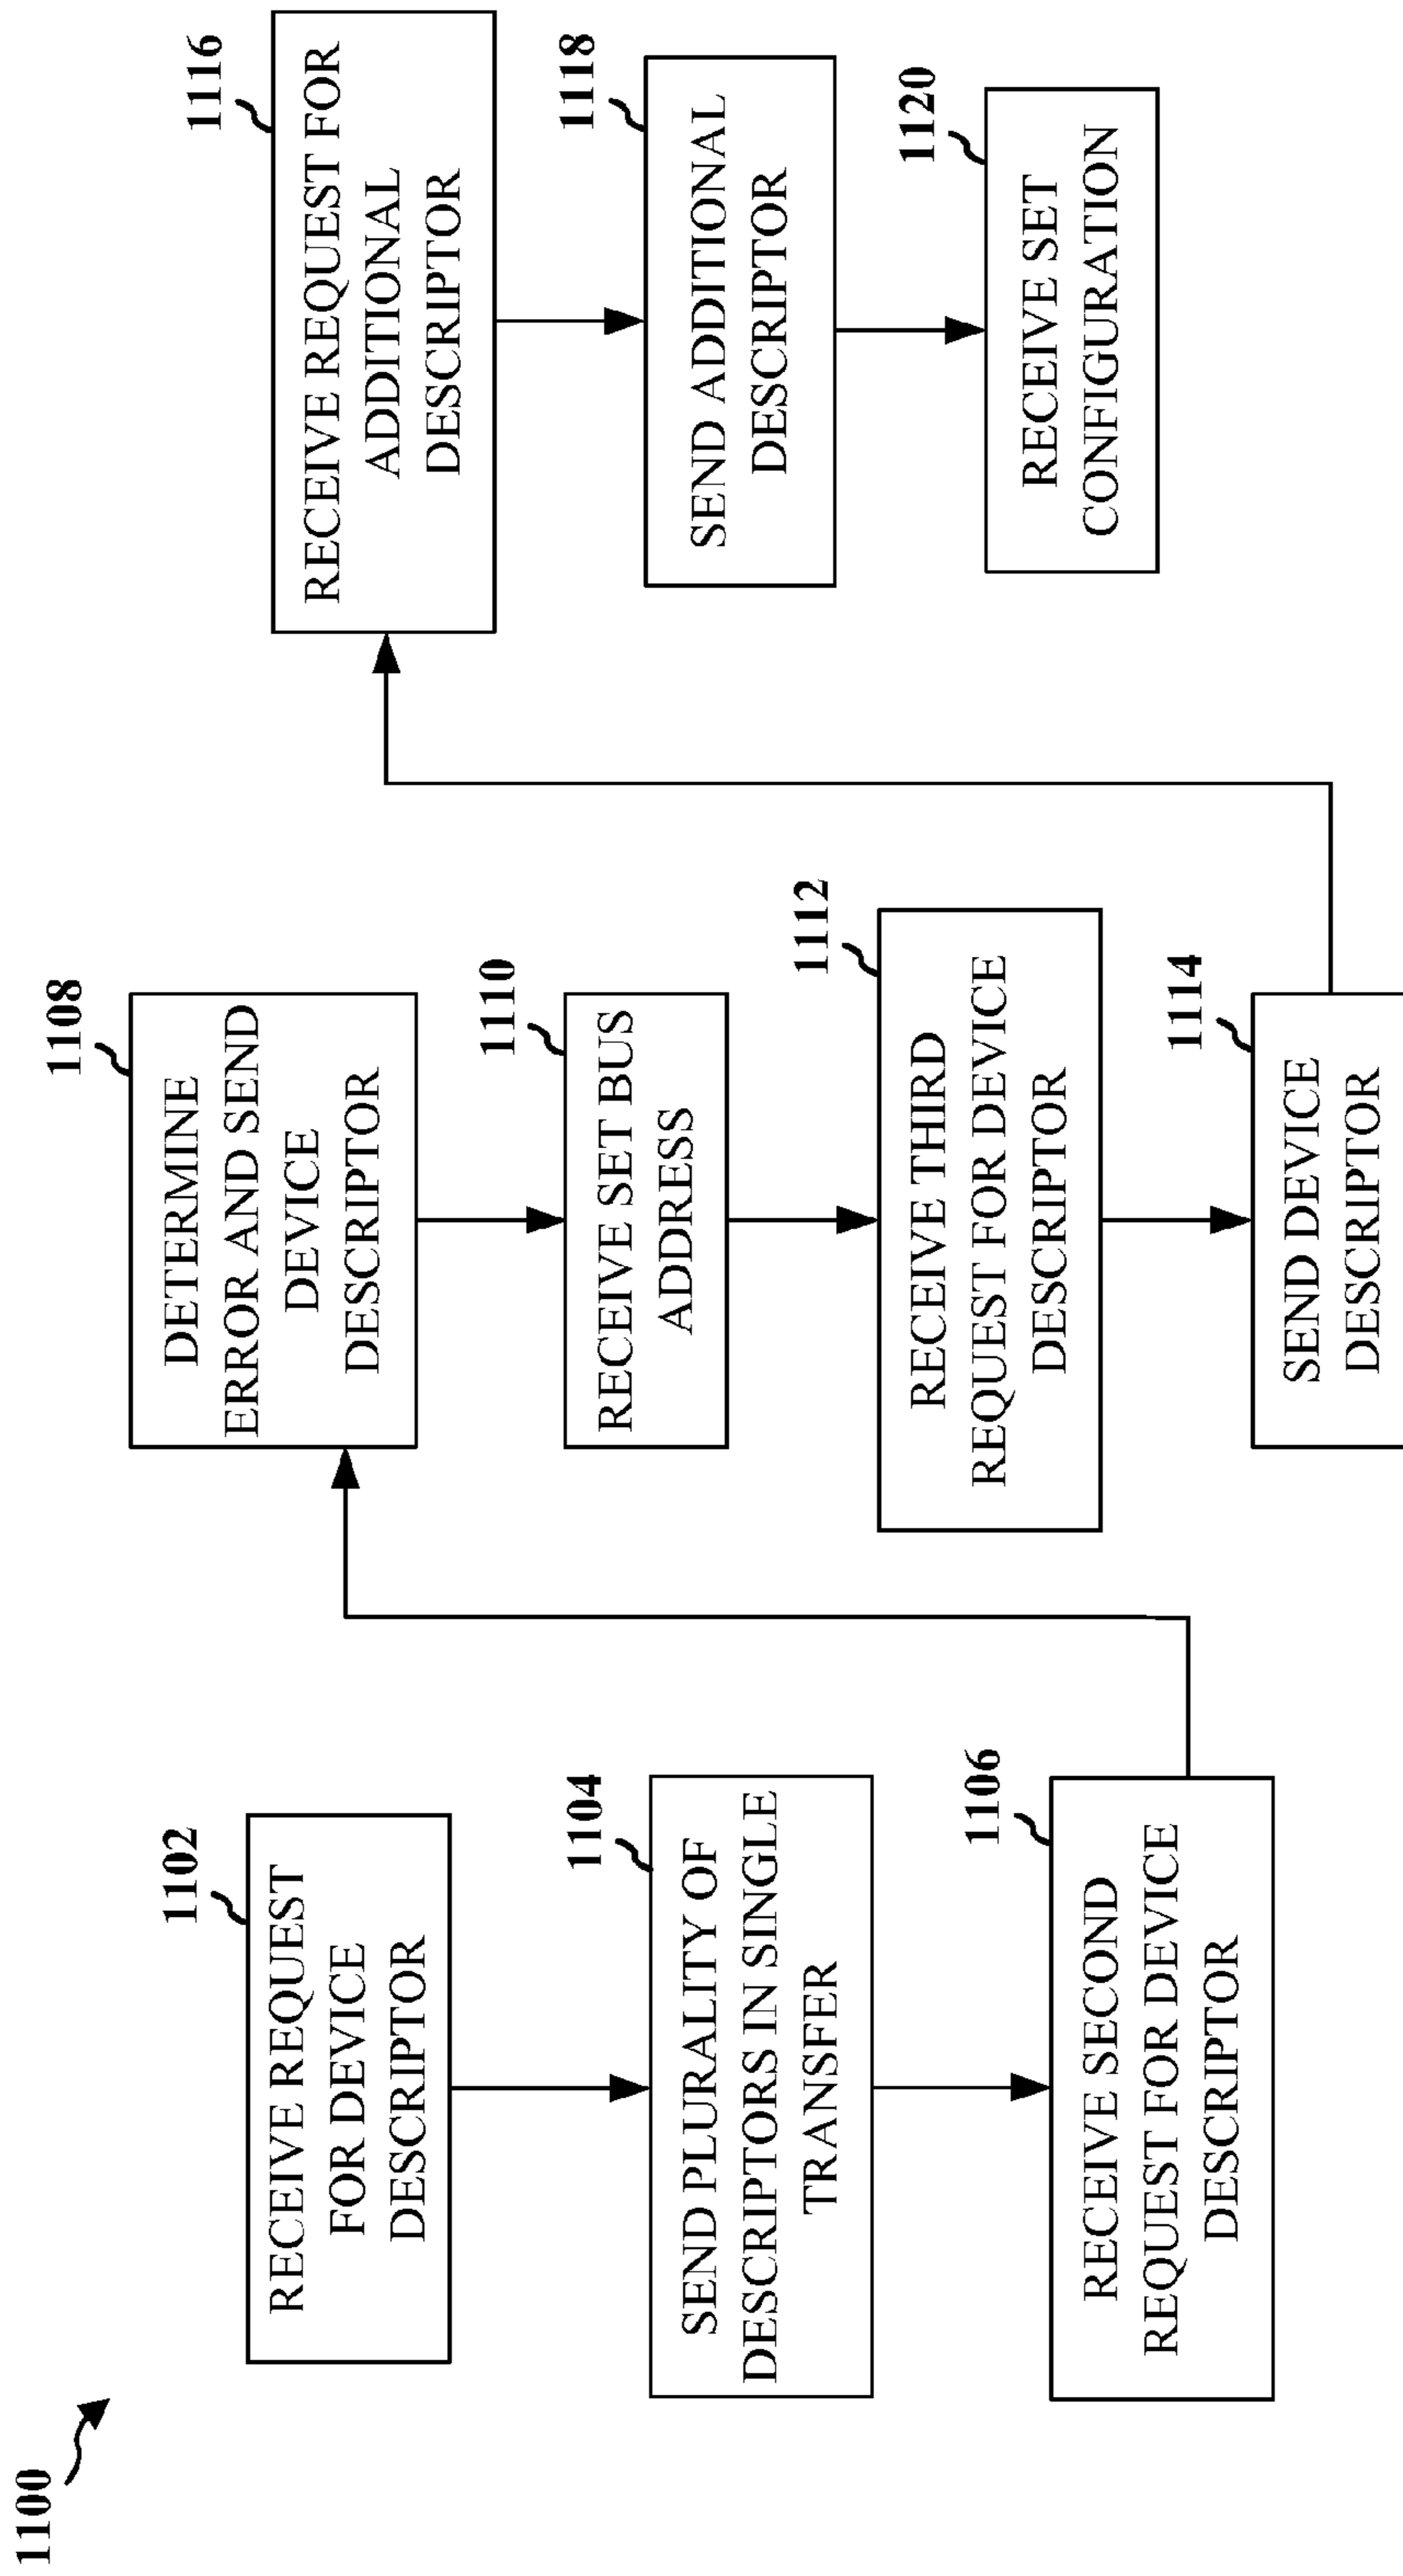 1100
1102
RECEIVE REQUEST
FOR DEVICE
DESCRIPTOR
1104
SEND PLURALITY OF
DESCRIPTORS IN SINGLE
TRANSFER
1106
RECEIVE SECOND
REQUEST FOR DEVICE
DESCRIPTOR
1108
DETERMINE
ERROR AND SEND
DEVICE
DESCRIPTOR
1110
RECEIVE SET BUS
ADDRESS
1112
RECEIVE THIRD
REQUEST FOR DEVICE
DESCRIPTOR
1114
SEND DEVICE
DESCRIPTOR
1116
RECEIVE REQUEST FOR
ADDITIONAL
DESCRIPTOR
1118
SEND ADDITIONAL
DESCRIPTOR
1120
RECEIVE SET
CONFIGURATION